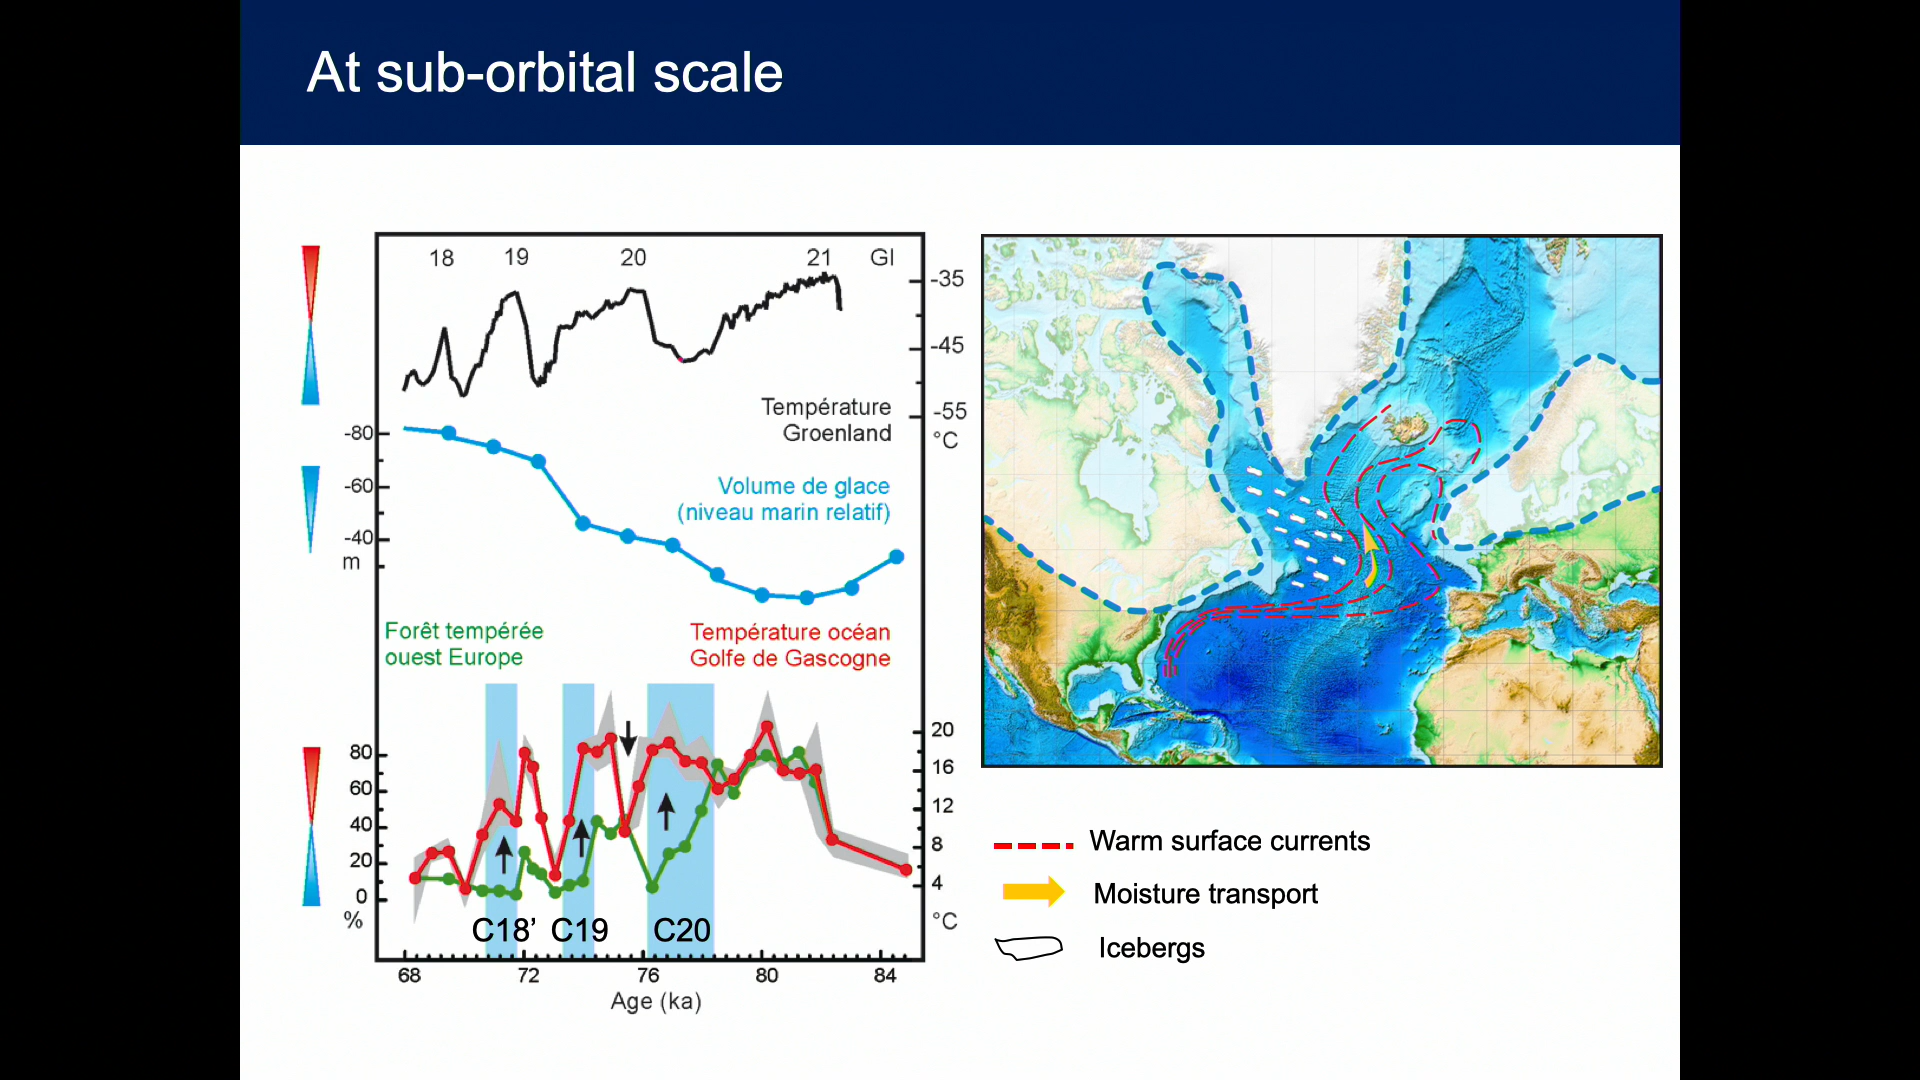 At sub-orbital scale
18 19 20 21 GI
-35
-45
-55
°C
Température
Groenland
-80
-60
-40
m
Volume de glace
(niveau marin relatif)
Forêt tempérée
ouest Europe
Température océan
Golfe de Gascogne
80
60
40
20
0
%
20
16
12
8
4
°C
C18’ C19 C20
68 72 76 80 84
Age (ka)
Warm surface currents
Moisture transport
Icebergs